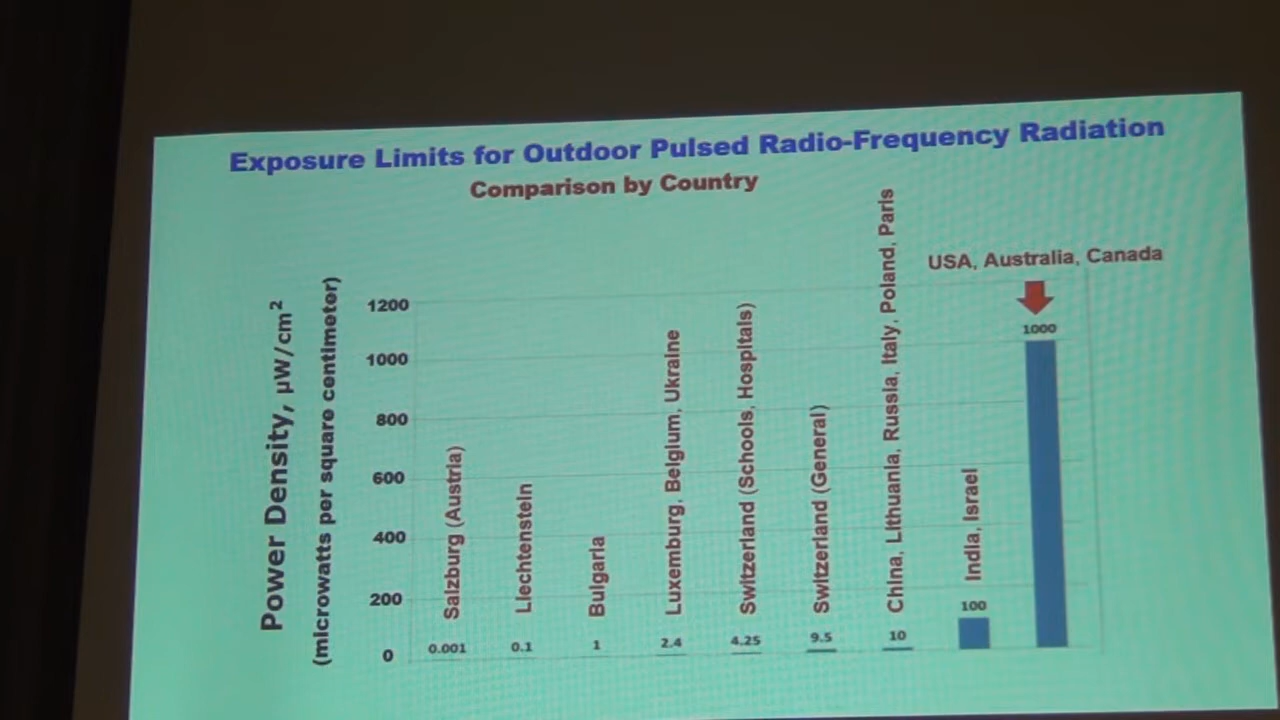 Exposure Limits for Outdoor Pulsed Radio-Frequency Radiation
Comparison by Country
Power Density, µW/cm²
(microwatts per square centimeter)
1200
1000
800
600
400
200
0
Salzburg (Austria)
0.001
Liechtenstein
0.1
Bulgaria
1
Luxemburg, Belgium, Ukraine
2.4
Switzerland (Schools, Hospitals)
4.25
Switzerland (General)
9.5
China, Lithuania, Russia, Italy, Poland, Paris
10
India, Israel
100
USA, Australia, Canada
1000